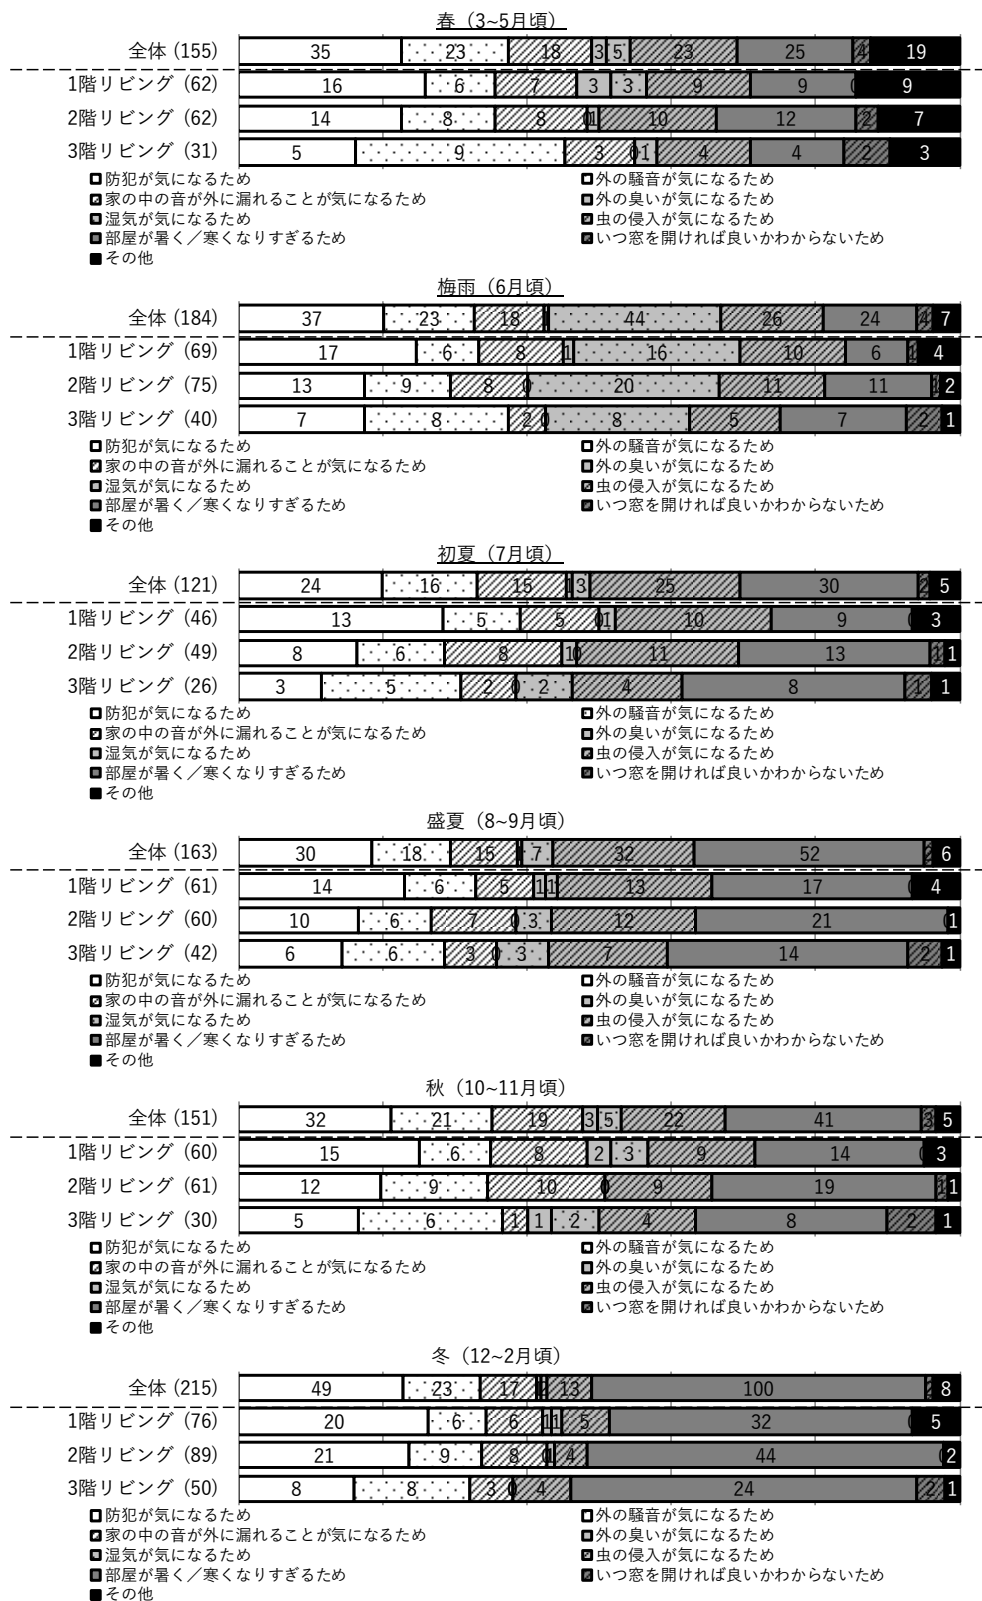 春（3~5月頃）
全体 (155) 35 23 18 3 5 23 25 4 19
1階リビング (62) 16 6 7 3 3 9 9 0 9
2階リビング (62) 14 8 8 0 1 10 12 2 7
3階リビング (31) 5 9 3 0 1 4 4 2 3
防犯が気になるため 外の騒音が気になるため
家の中の音が外に漏れることが気になるため 外の臭いが気になるため
湿気が気になるため 虫の侵入が気になるため
部屋が暑く／寒くなりすぎるため いつ窓を開ければ良いかわからないため
その他
梅雨（6月頃）
全体 (184) 37 23 18 44 26 24 4 7
1階リビング (69) 17 6 8 1 16 10 6 1 4
2階リビング (75) 13 9 8 0 20 11 11 1 2
3階リビング (40) 7 8 2 0 8 5 7 2 1
防犯が気になるため 外の騒音が気になるため
家の中の音が外に漏れることが気になるため 外の臭いが気になるため
湿気が気になるため 虫の侵入が気になるため
部屋が暑く／寒くなりすぎるため いつ窓を開ければ良いかわからないため
その他
初夏（7月頃）
全体 (121) 24 16 15 1 3 25 30 2 5
1階リビング (46) 13 5 5 0 1 10 9 0 3
2階リビング (49) 8 6 8 1 0 11 13 1 1
3階リビング (26) 3 5 2 0 2 4 8 1 1
防犯が気になるため 外の騒音が気になるため
家の中の音が外に漏れることが気になるため 外の臭いが気になるため
湿気が気になるため 虫の侵入が気になるため
部屋が暑く／寒くなりすぎるため いつ窓を開ければ良いかわからないため
その他
盛夏（8~9月頃）
全体 (163) 30 18 15 7 32 52 2 6
1階リビング (61) 14 6 5 1 1 13 17 0 4
2階リビング (60) 10 6 7 0 3 12 21 0 1
3階リビング (42) 6 6 3 0 3 7 14 2 1
防犯が気になるため 外の騒音が気になるため
家の中の音が外に漏れることが気になるため 外の臭いが気になるため
湿気が気になるため 虫の侵入が気になるため
部屋が暑く／寒くなりすぎるため いつ窓を開ければ良いかわからないため
その他
秋（10~11月頃）
全体 (151) 32 21 19 3 5 22 41 3 5
1階リビング (60) 15 6 8 2 3 9 14 0 3
2階リビング (61) 12 9 10 0 9 19 1 1
3階リビング (30) 5 6 1 1 2 4 8 2 1
防犯が気になるため 外の騒音が気になるため
家の中の音が外に漏れることが気になるため 外の臭いが気になるため
湿気が気になるため 虫の侵入が気になるため
部屋が暑く／寒くなりすぎるため いつ窓を開ければ良いかわからないため
その他
冬（12~2月頃）
全体 (215) 49 23 17 13 100 2 8
1階リビング (76) 20 6 6 1 1 5 32 0 5
2階リビング (89) 21 9 8 0 1 4 44 0 2
3階リビング (50) 8 8 3 0 4 24 2 1
防犯が気になるため 外の騒音が気になるため
家の中の音が外に漏れることが気になるため 外の臭いが気になるため
湿気が気になるため 虫の侵入が気になるため
部屋が暑く／寒くなりすぎるため いつ窓を開ければ良いかわからないため
その他